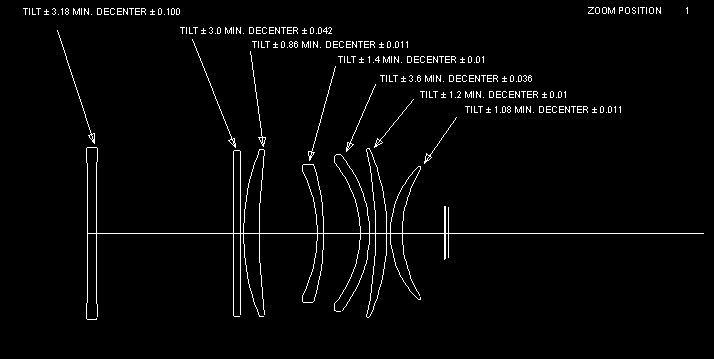 TILT ± 3.18 MIN. DECENTER ± 0.100
ZOOM POSITION 1
TILT ± 3.0 MIN. DECENTER ± 0.042
TILT ± 0.86 MIN. DECENTER ± 0.011
TILT ± 1.4 MIN. DECENTER ± 0.01
TILT ± 3.6 MIN. DECENTER ± 0.036
TILT ± 1.2 MIN. DECENTER ± 0.01
TILT ± 1.08 MIN. DECENTER ± 0.011